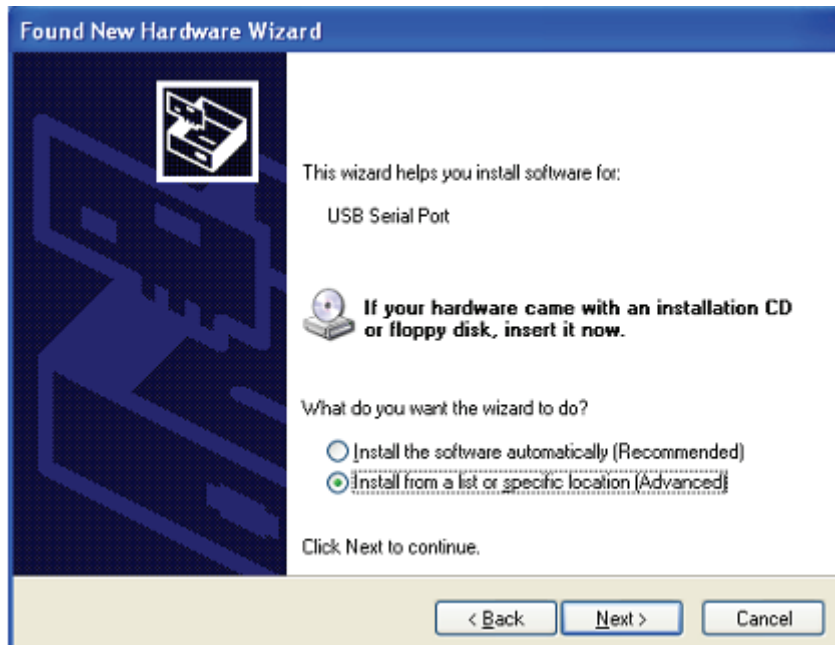 Found New Hardware Wizard
This wizard helps you install software for:
USB Serial Port
If your hardware came with an installation CD
or floppy disk, insert it now.
What do you want the wizard to do?
Install the software automatically (Recommended)
Install from a list or specific location (Advanced)
Click Next to continue.
< Back
Next >
Cancel